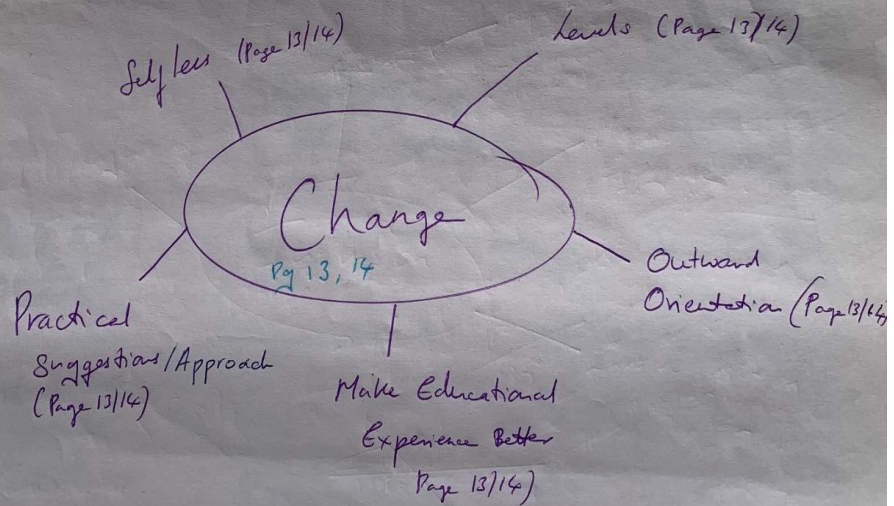 Selfless (Page 13/14)
Levels (Page 13/14)
Change
Pg 13, 14
Outward
Orientation (Page 13/14)
Practical
Suggestions/Approach
(Page 13/14)
Make Educational
Experience Better
Page 13/14)